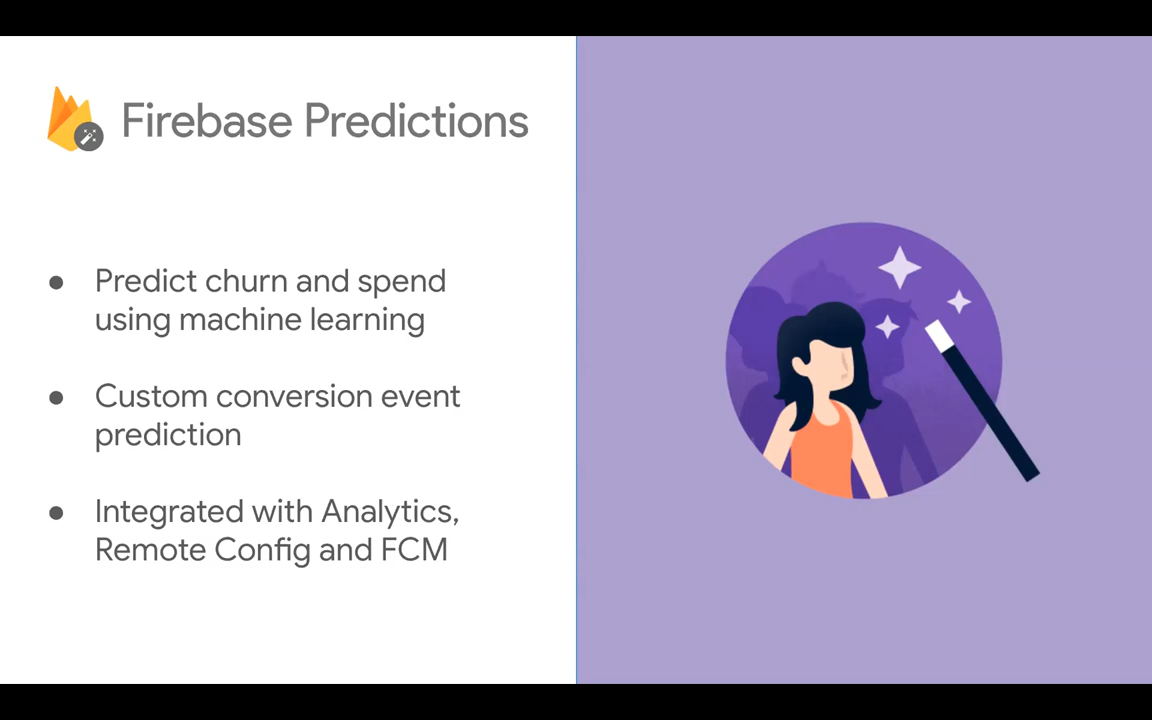 Firebase Predictions
● Predict churn and spend
using machine learning
● Custom conversion event
prediction
● Integrated with Analytics,
Remote Config and FCM